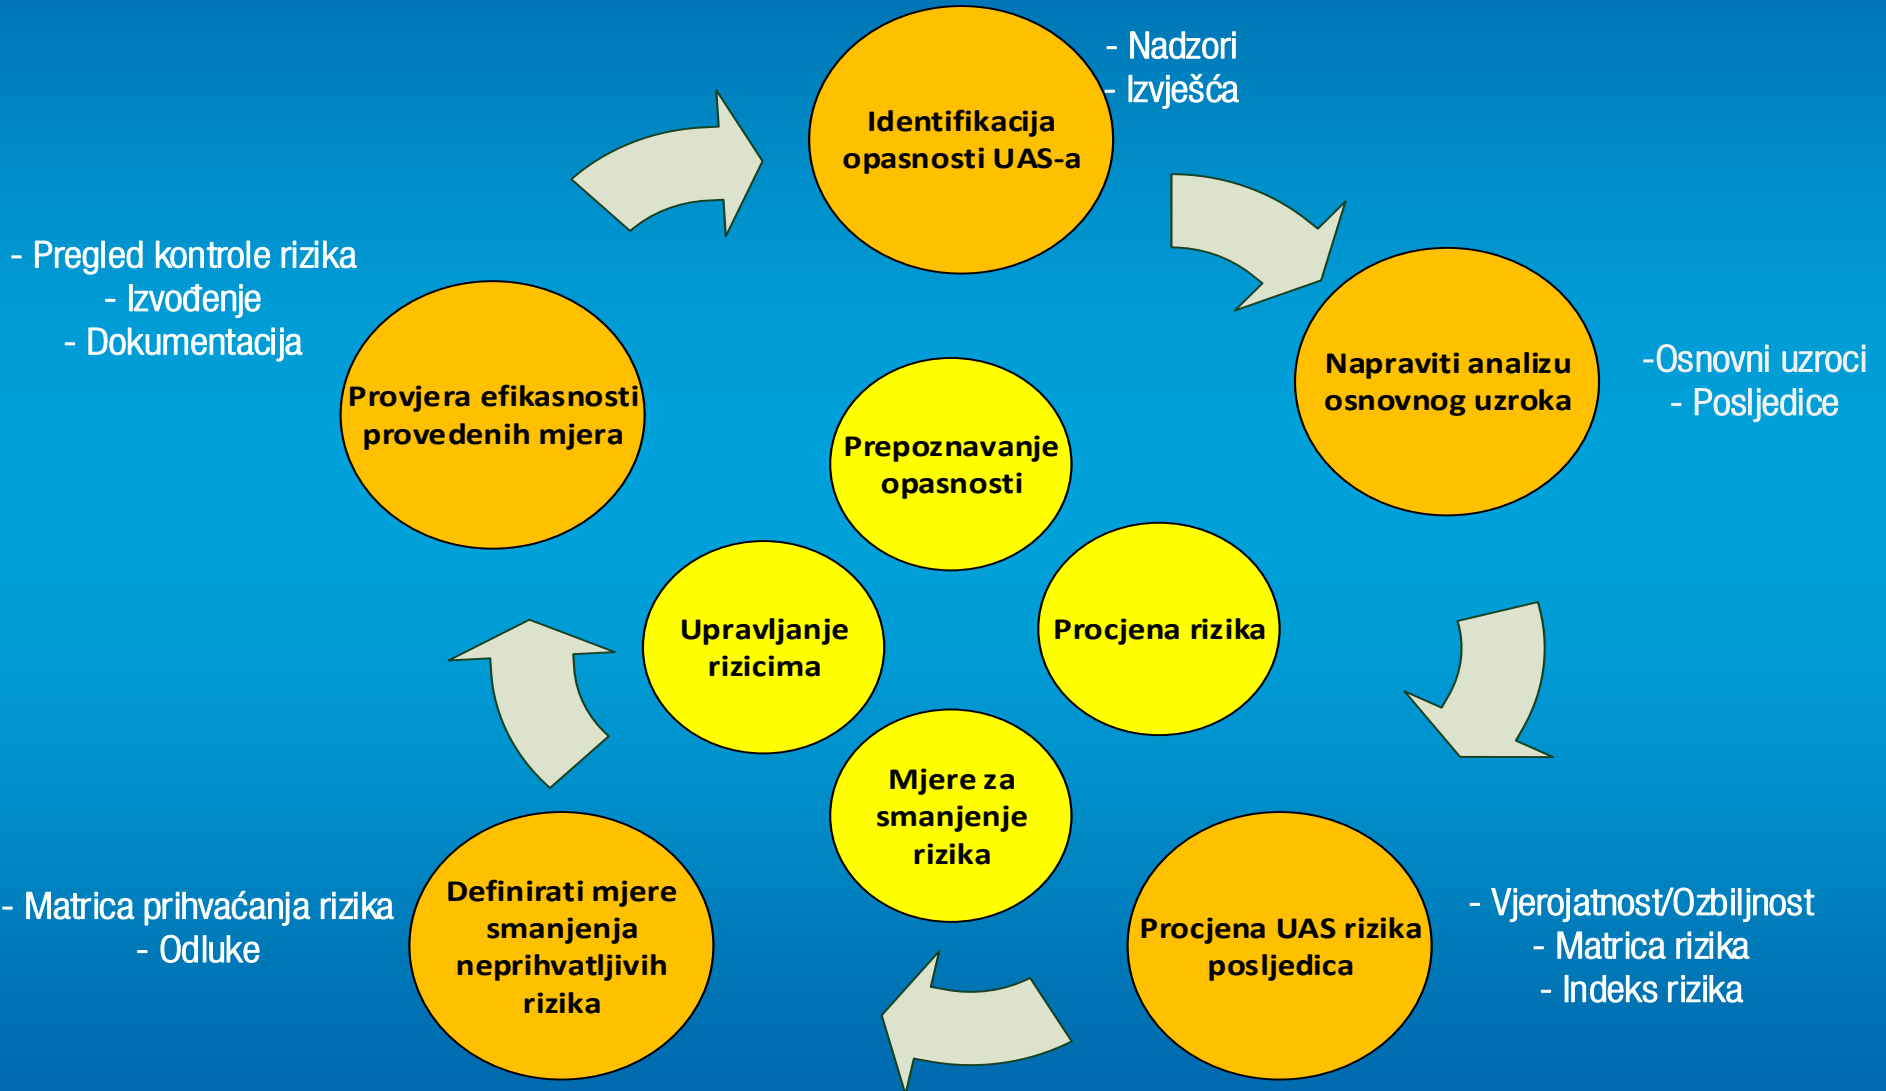 - Nadzori
- Izvješća
Identifikacija
opasnosti UAS-a
- Pregled kontrole rizika
- Izvođenje
- Dokumentacija
Napraviti analizu
osnovnog uzroka
-Osnovni uzroci
- Posljedice
Provjera efikasnosti
provedenih mjera
Prepoznavanje
opasnosti
Upravljanje
rizicima
Procjena rizika
Mjere za
smanjenje
rizika
- Matrica prihvaćanja rizika
- Odluke
Definirati mjere
smanjenja
neprihvatljivih
rizika
Procjena UAS rizika
posljedica
- Vjerojatnost/Ozbiljnost
- Matrica rizika
- Indeks rizika